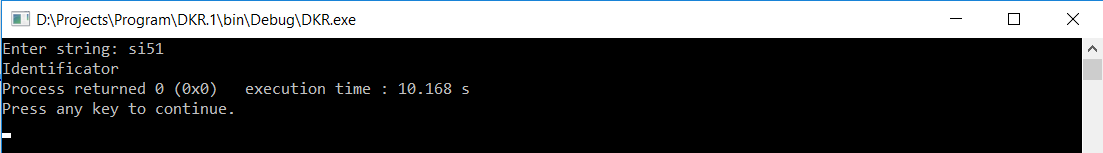 D:\Projects\Program\DKR.1\bin\Debug\DKR.exe
Enter string: si51
Identificator
Process returned 0 (0x0)   execution time : 10.168 s
Press any key to continue.